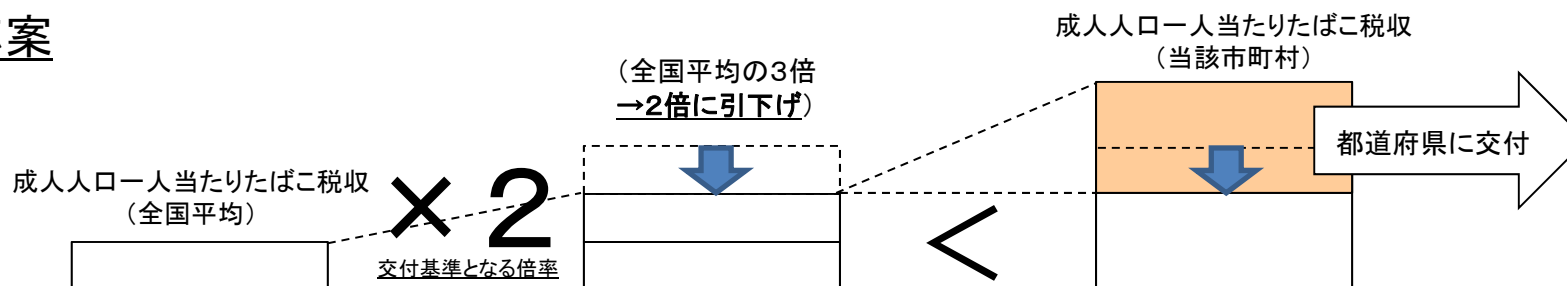 案
成人人口一人当たりたばこ税収
（当該市町村）
（全国平均の３倍
→２倍に引下げ）
都道府県に交付
成人人口一人当たりたばこ税収
（全国平均）
×２
交付基準となる倍率
＜